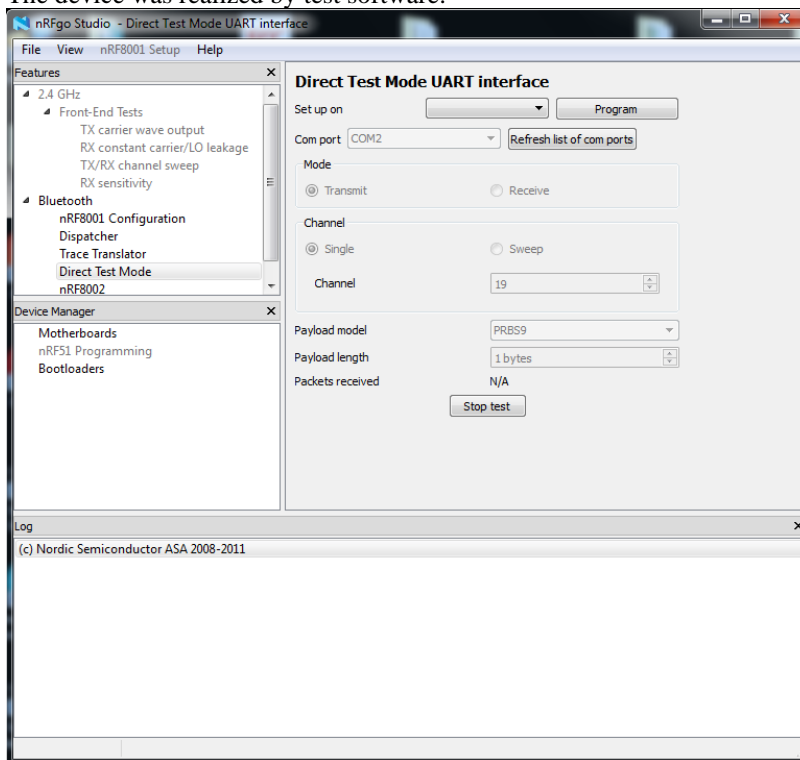 The device was realized by test software.
nRFgo Studio - Direct Test Mode UART interface
File View nRF8001 Setup Help
Features
2.4 GHz
Front-End Tests
TX carrier wave output
RX constant carrier/LO leakage
TX/RX channel sweep
RX sensitivity
Bluetooth
nRF8001 Configuration
Dispatcher
Trace Translator
Direct Test Mode
nRF8002
Device Manager
Motherboards
nRF51 Programming
Bootloaders
Direct Test Mode UART interface
Set up on Program
Com port COM2 Refresh list of com ports
Mode
Transmit Receive
Channel
Single Sweep
Channel 19
Payload model PRBS9
Payload length 1 bytes
Packets received N/A
Stop test
Log
(c) Nordic Semiconductor ASA 2008-2011